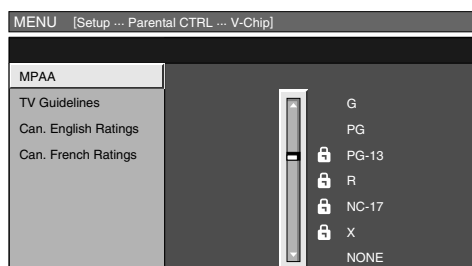 MENU [Setup ··· Parental CTRL ··· V-Chip]
MPAA
TV Guidelines
Can. English Ratings
Can. French Ratings
G
PG
PG-13
R
NC-17
X
NONE